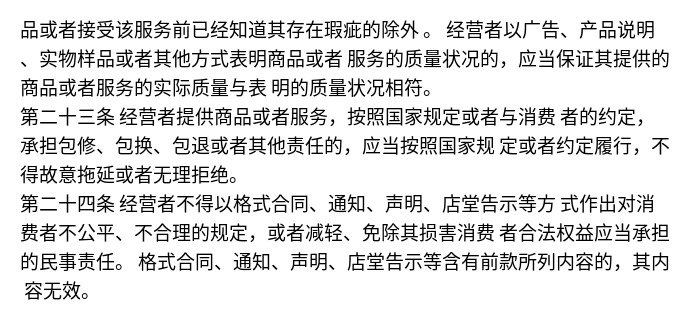 品或者接受该服务前已经知道其存在瑕疵的除外 。 经营者以广告、产品说明
、实物样品或者其他方式表明商品或者 服务的质量状况的，应当保证其提供的
商品或者服务的实际质量与表 明的质量状况相符。
第二十三条 经营者提供商品或者服务，按照国家规定或者与消费 者的约定，
承担包修、包换、包退或者其他责任的，应当按照国家规 定或者约定履行，不
得故意拖延或者无理拒绝。
第二十四条 经营者不得以格式合同、通知、声明、店堂告示等方 式作出对消
费者不公平、不合理的规定，或者减轻、免除其损害消费 者合法权益应当承担
的民事责任。 格式合同、通知、声明、店堂告示等含有前款所列内容的，其内
容无效。